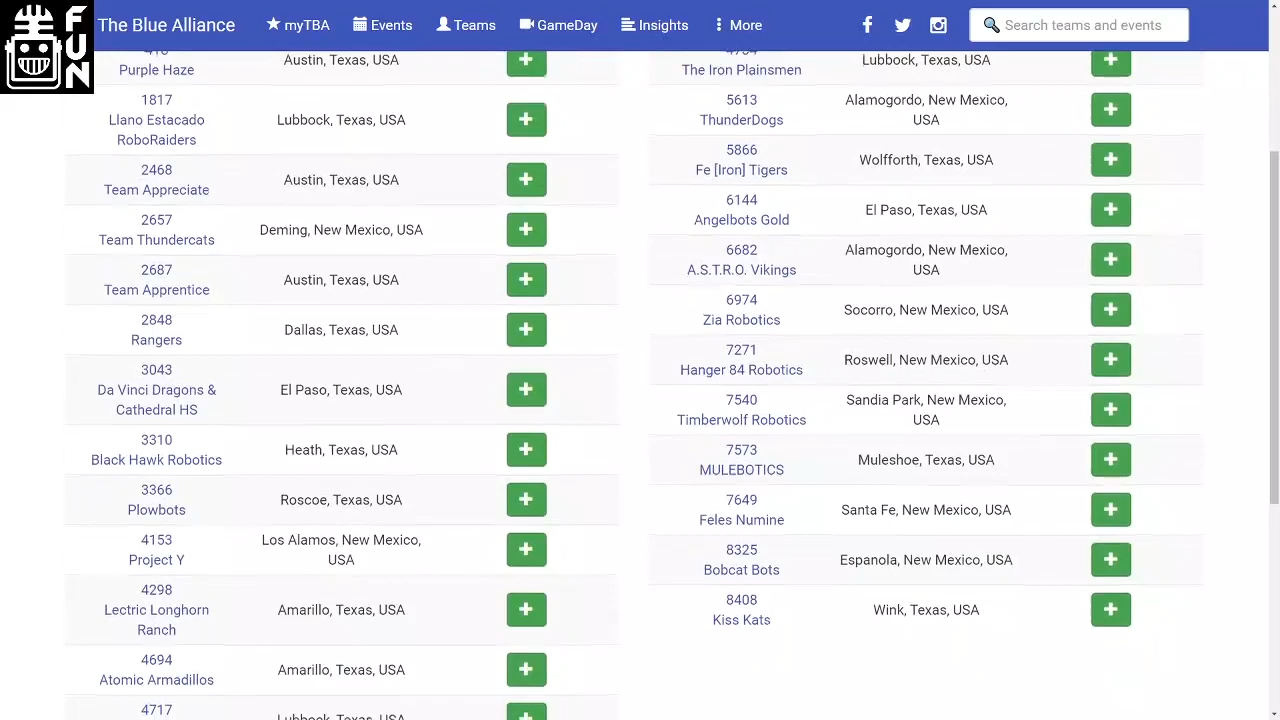 FUN
The Blue Alliance
myTBA
Events
Teams
GameDay
Insights
Search teams and events
Purple Haze
Austin, Texas, USA
1817
Llano Estacado
RoboRaiders
Lubbock, Texas, USA
2468
Team Appreciate
Austin, Texas, USA
2657
Team Thundercats
Deming, New Mexico, USA
2687
Team Apprentice
Austin, Texas, USA
2848
Rangers
Dallas, Texas, USA
3043
Da Vinci Dragons &
Cathedral HS
El Paso, Texas, USA
3310
Black Hawk Robotics
Heath, Texas, USA
3366
Plowbots
Roscoe, Texas, USA
4153
Project Y
Los Alamos, New Mexico,
USA
4298
Lectric Longhorn
Ranch
Amarillo, Texas, USA
4694
Atomic Armadillos
Amarillo, Texas, USA
4717
Lubbock, Texas, USA
The Iron Plainsmen
Lubbock, Texas, USA
5613
ThunderDogs
Alamogordo, New Mexico,
USA
5866
Fe [Iron] Tigers
Wolfforth, Texas, USA
6144
Angelbots Gold
El Paso, Texas, USA
6682
A.S.T.R.O. Vikings
Alamogordo, New Mexico,
USA
6974
Zia Robotics
Socorro, New Mexico, USA
7271
Hanger 84 Robotics
Roswell, New Mexico, USA
7540
Timberwolf Robotics
Sandia Park, New Mexico,
USA
7573
MULEBOTICS
Muleshoe, Texas, USA
7649
Feles Numine
Santa Fe, New Mexico, USA
8325
Bobcat Bots
Espanola, New Mexico, USA
8408
Kiss Kats
Wink, Texas, USA